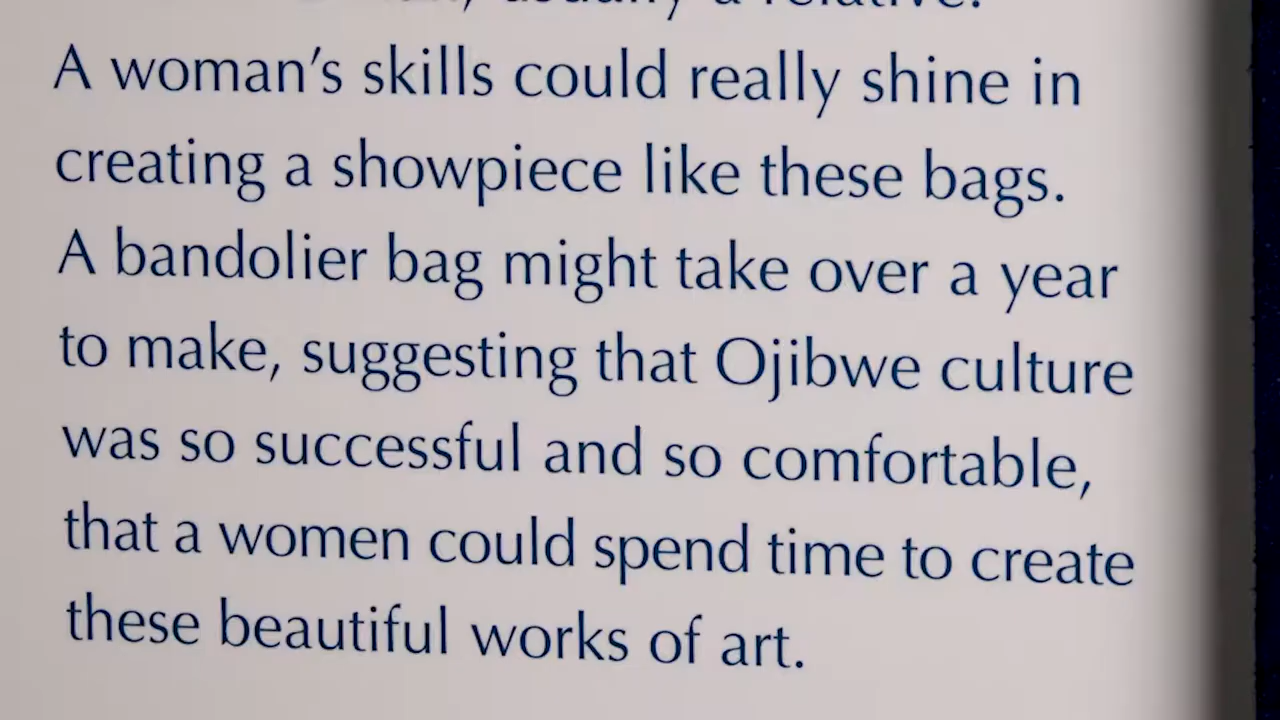 usually a relative.
A woman's skills could really shine in
creating a showpiece like these bags.
A bandolier bag might take over a year
to make, suggesting that Ojibwe culture
was so successful and so comfortable,
that a women could spend time to create
these beautiful works of art.